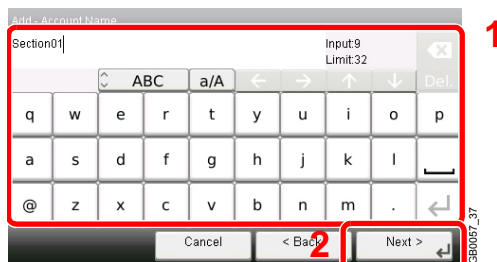 Add - Account Name
1
Section01
Input:9
Limit:32
ABC a/A Del.
q w e r t y u i o p
a s d f g h j k l
@ z x c v b n m .
Cancel < Back 2 Next >
GB0057_37